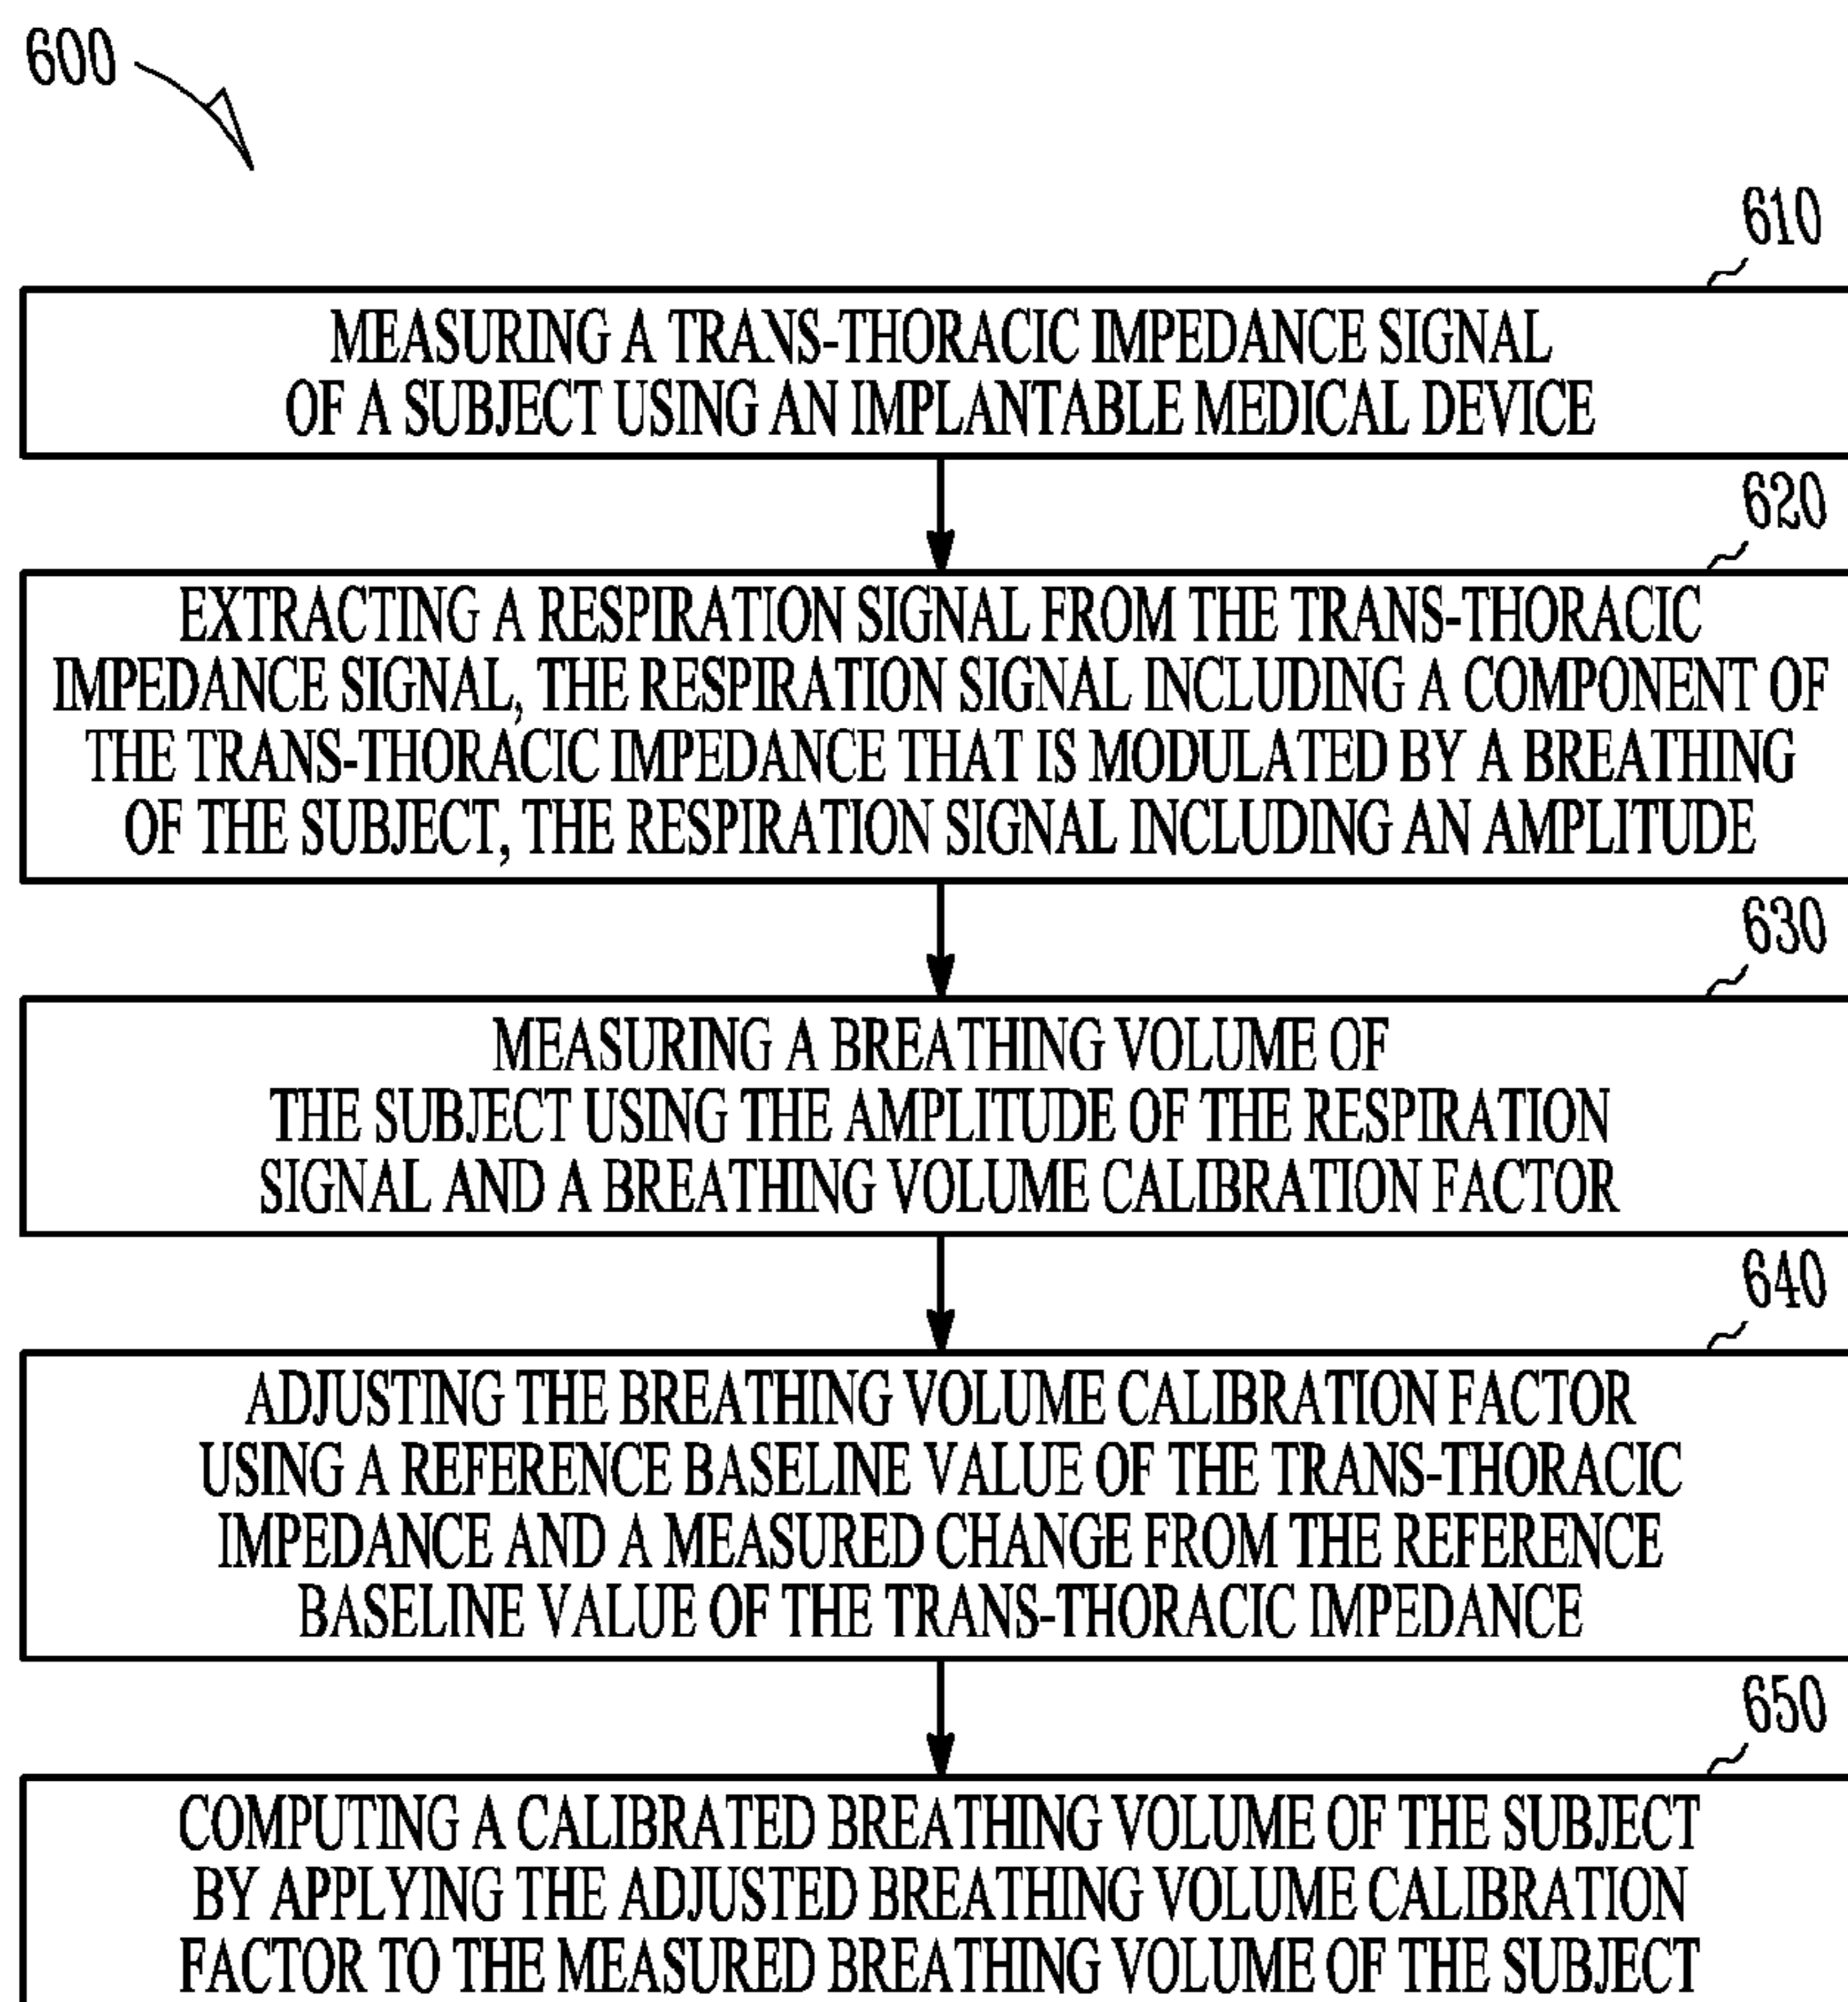 600
610
MEASURING A TRANS-THORACIC IMPEDANCE SIGNAL
OF A SUBJECT USING AN IMPLANTABLE MEDICAL DEVICE
620
EXTRACTING A RESPIRATION SIGNAL FROM THE TRANS-THORACIC
IMPEDANCE SIGNAL, THE RESPIRATION SIGNAL INCLUDING A COMPONENT OF
THE TRANS-THORACIC IMPEDANCE THAT IS MODULATED BY A BREATHING
OF THE SUBJECT, THE RESPIRATION SIGNAL INCLUDING AN AMPLITUDE
630
MEASURING A BREATHING VOLUME OF
THE SUBJECT USING THE AMPLITUDE OF THE RESPIRATION
SIGNAL AND A BREATHING VOLUME CALIBRATION FACTOR
640
ADJUSTING THE BREATHING VOLUME CALIBRATION FACTOR
USING A REFERENCE BASELINE VALUE OF THE TRANS-THORACIC
IMPEDANCE AND A MEASURED CHANGE FROM THE REFERENCE
BASELINE VALUE OF THE TRANS-THORACIC IMPEDANCE
650
COMPUTING A CALIBRATED BREATHING VOLUME OF THE SUBJECT
BY APPLYING THE ADJUSTED BREATHING VOLUME CALIBRATION
FACTOR TO THE MEASURED BREATHING VOLUME OF THE SUBJECT